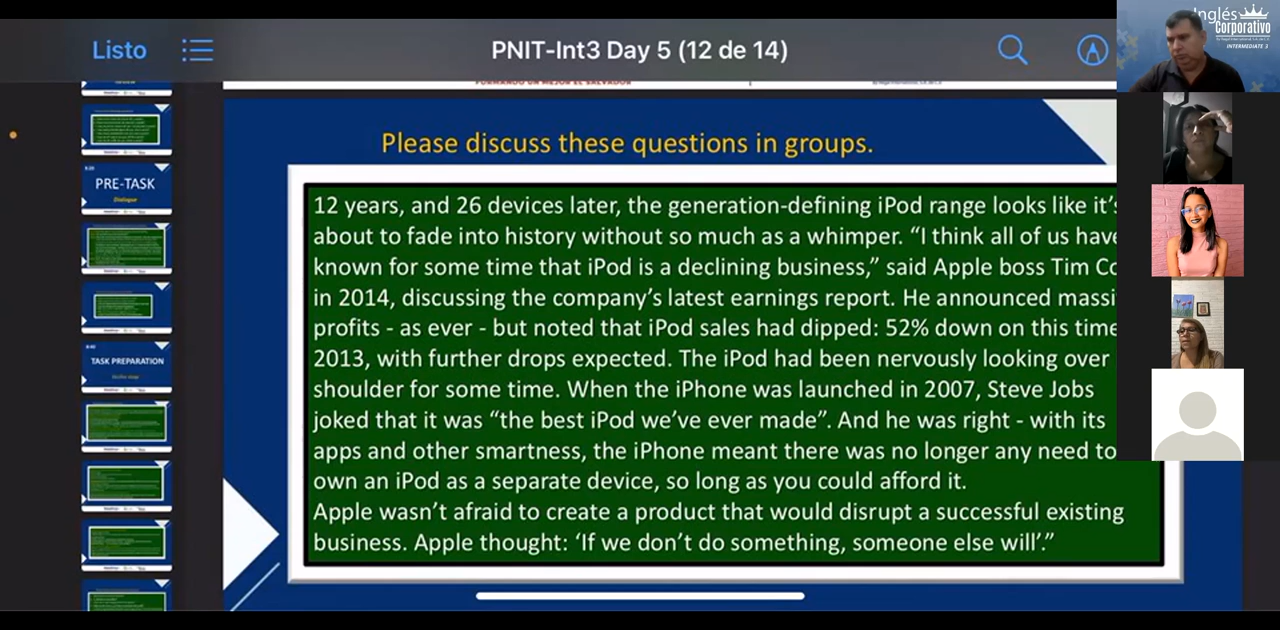 Listo
PNIT-Int3 Day 5 (12 de 14)
Inglés
Corporativo
INTERMEDIATE 3
FORMANDO UN MEJOR EL SALVADOR
PRE-TASK
Dialogue
TASK PREPARATION
Please discuss these questions in groups.
12 years, and 26 devices later, the generation-defining iPod range looks like it's
about to fade into history without so much as a whimper. “I think all of us have
known for some time that iPod is a declining business,” said Apple boss Tim
in 2014, discussing the company’s latest earnings report. He announced
profits - as ever - but noted that iPod sales had dipped: 52% down on this time
2013, with further drops expected. The iPod had been nervously looking over
shoulder for some time. When the iPhone was launched in 2007, Steve Jobs
joked that it was “the best iPod we’ve ever made”. And he was right - with its
apps and other smartness, the iPhone meant there was no longer any need to
own an iPod as a separate device, so long as you could afford it.
Apple wasn’t afraid to create a product that would disrupt a successful existing
business. Apple thought: ‘If we don’t do something, someone else will’.”